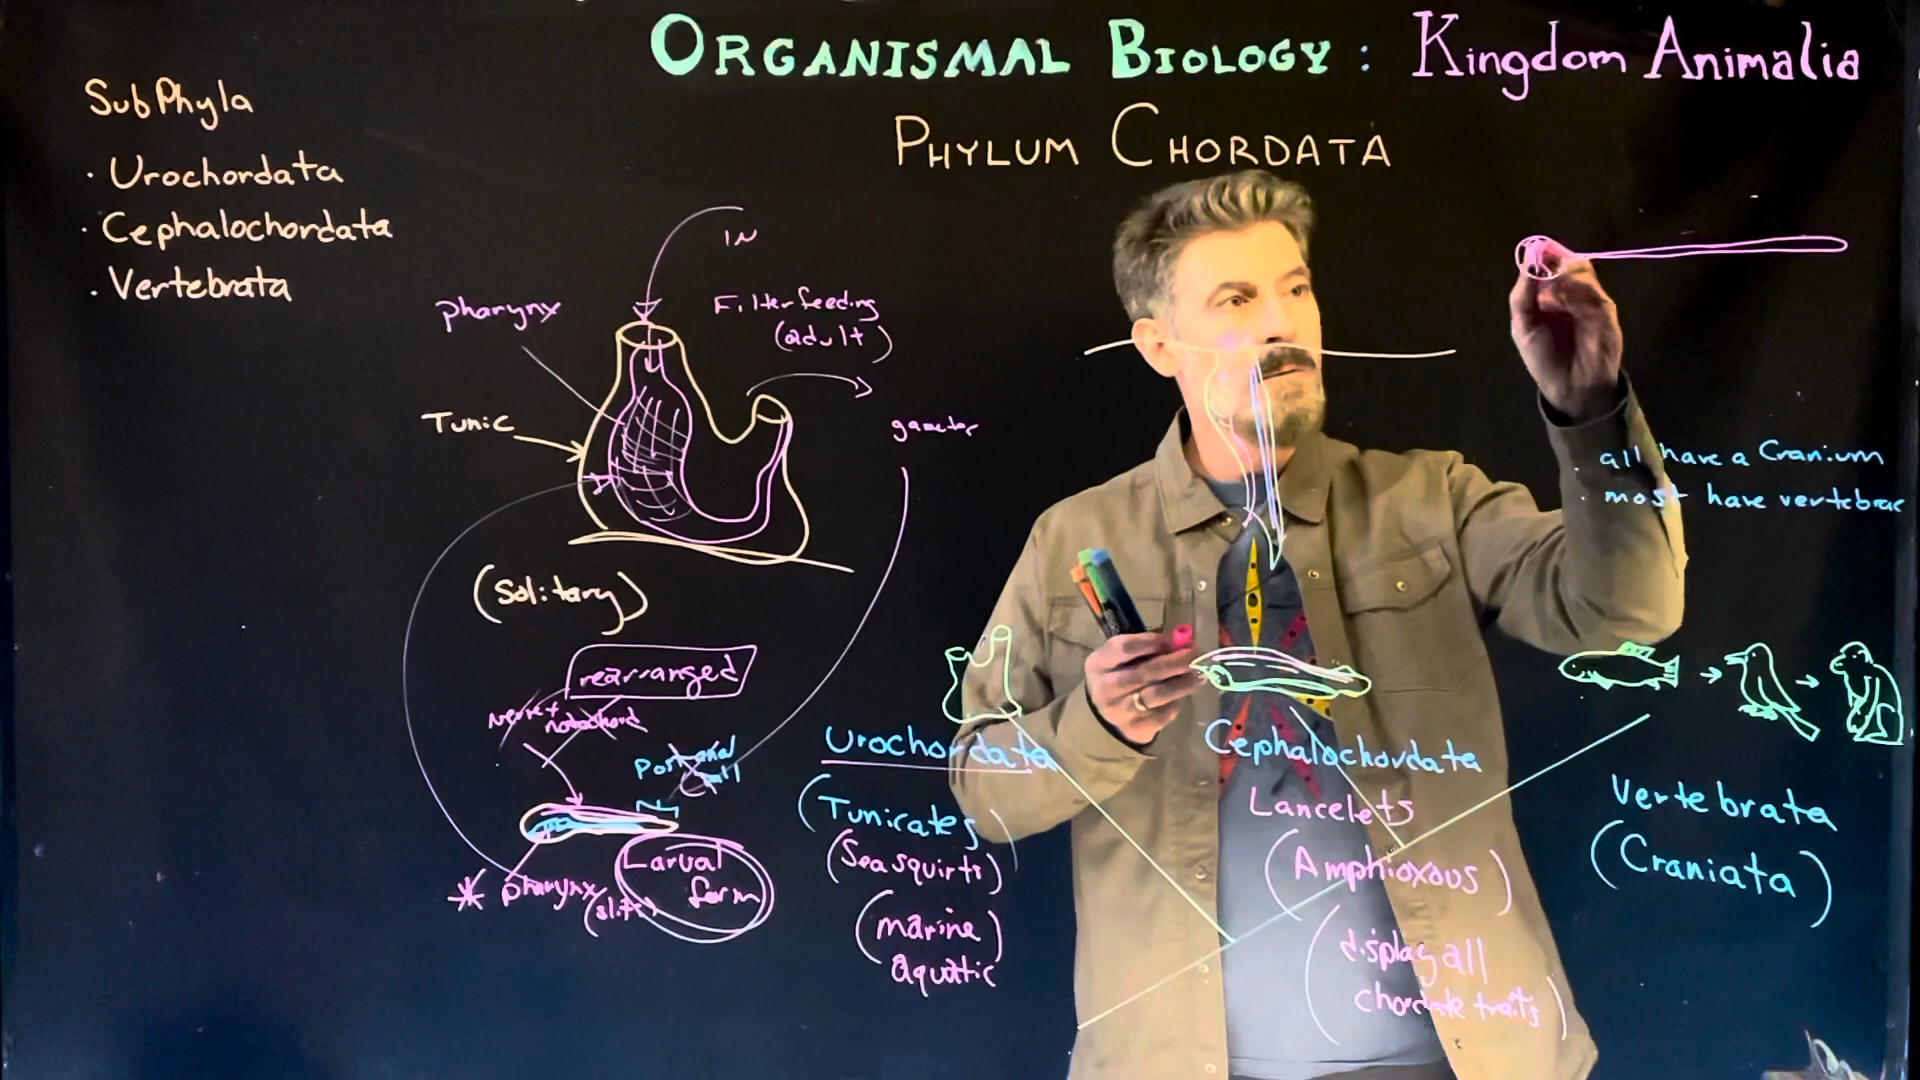 ORGANISMAL BIOLOGY : Kingdom Animalia
PHYLUM CHORDATA
SubPhyla
· Urochordata
· Cephalochordata
· Vertebrata
IN
pharynx
Filter feeding
(adult)
Tunic
(Solitary)
rearranged
nerve +
notochord
Post anal
tail
* pharynx
(slits)
Larval
form
Urochordata
(Tunicates)
(Sea squirts)
(marine
aquatic
Cephalochordata
Lancelets
(Amphioxous)
(display all
chordate traits)
· all have a Cranium
· most have vertebrae
Vertebrata
(Craniata)